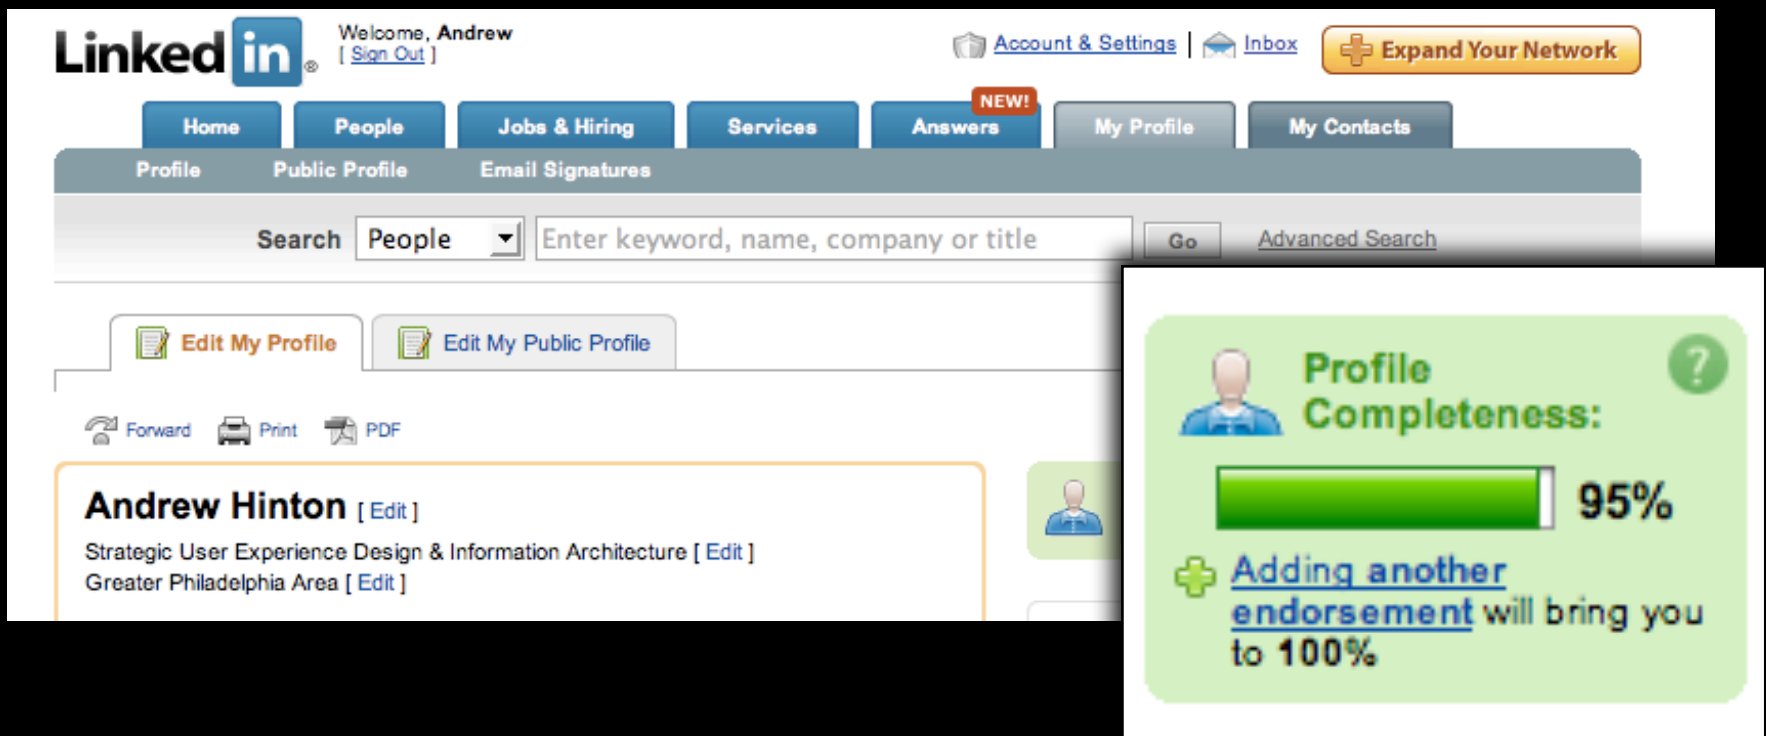 Linked in ®
Welcome, Andrew
[ Sign Out ]
Account & Settings | Inbox
Expand Your Network
NEW!
Home People Jobs & Hiring Services Answers My Profile My Contacts
Profile Public Profile Email Signatures
Search People Enter keyword, name, company or title Go Advanced Search
Edit My Profile Edit My Public Profile
Forward Print PDF
Andrew Hinton [ Edit ]
Strategic User Experience Design & Information Architecture [ Edit ]
Greater Philadelphia Area [ Edit ]
Profile ?
Completeness:
95%
Adding another
endorsement will bring you
to 100%